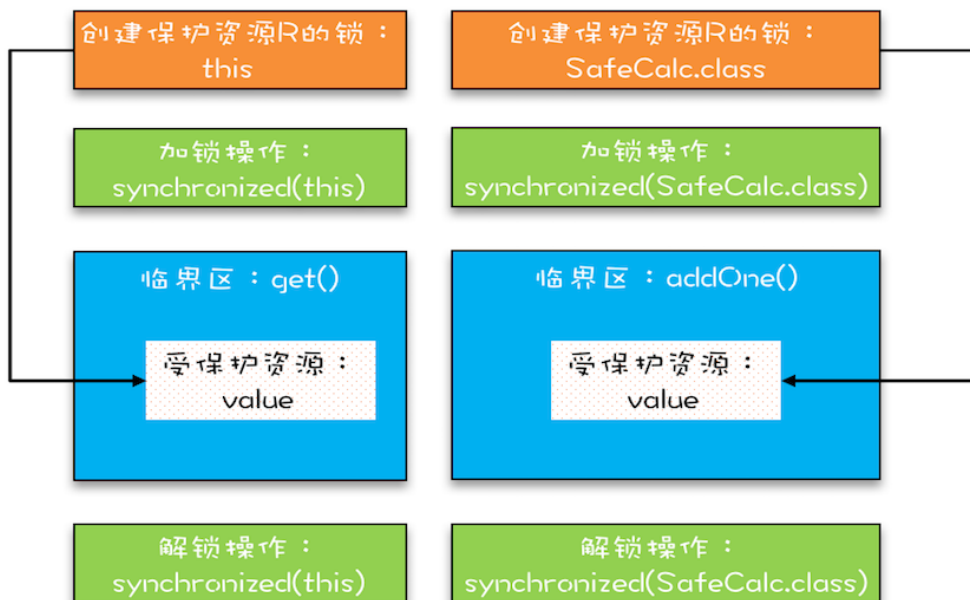 创建保护资源R的锁：
this
创建保护资源R的锁：
SafeCalc.class
加锁操作：
synchronized(this)
加锁操作：
synchronized(SafeCalc.class)
临界区：get()
受保护资源：
value
临界区：addOne()
受保护资源：
value
解锁操作：
synchronized(this)
解锁操作：
synchronized(SafeCalc.class)